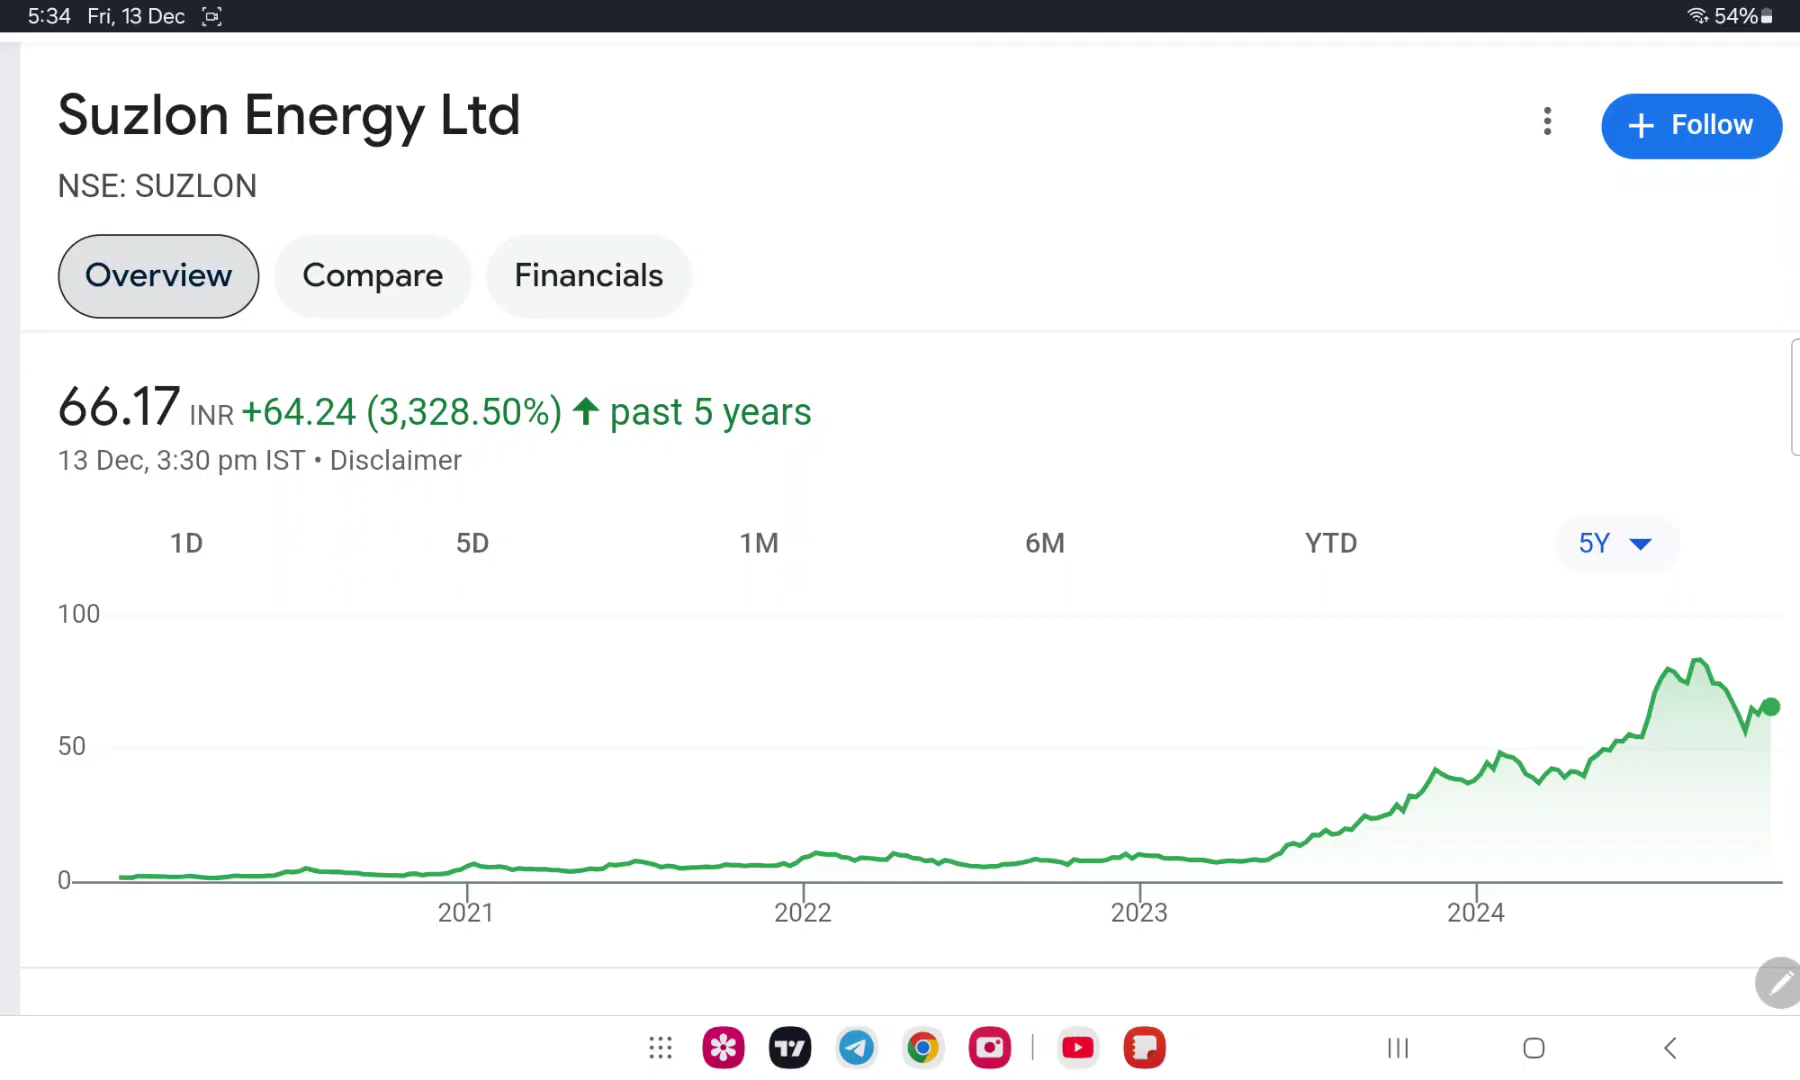 5:34 Fri, 13 Dec 54%
Suzlon Energy Ltd
+ Follow
NSE: SUZLON
Overview Compare Financials
66.17 INR +64.24 (3,328.50%) ↑ past 5 years
13 Dec, 3:30 pm IST • Disclaimer
1D 5D 1M 6M YTD 5Y
100
50
0
2021 2022 2023 2024